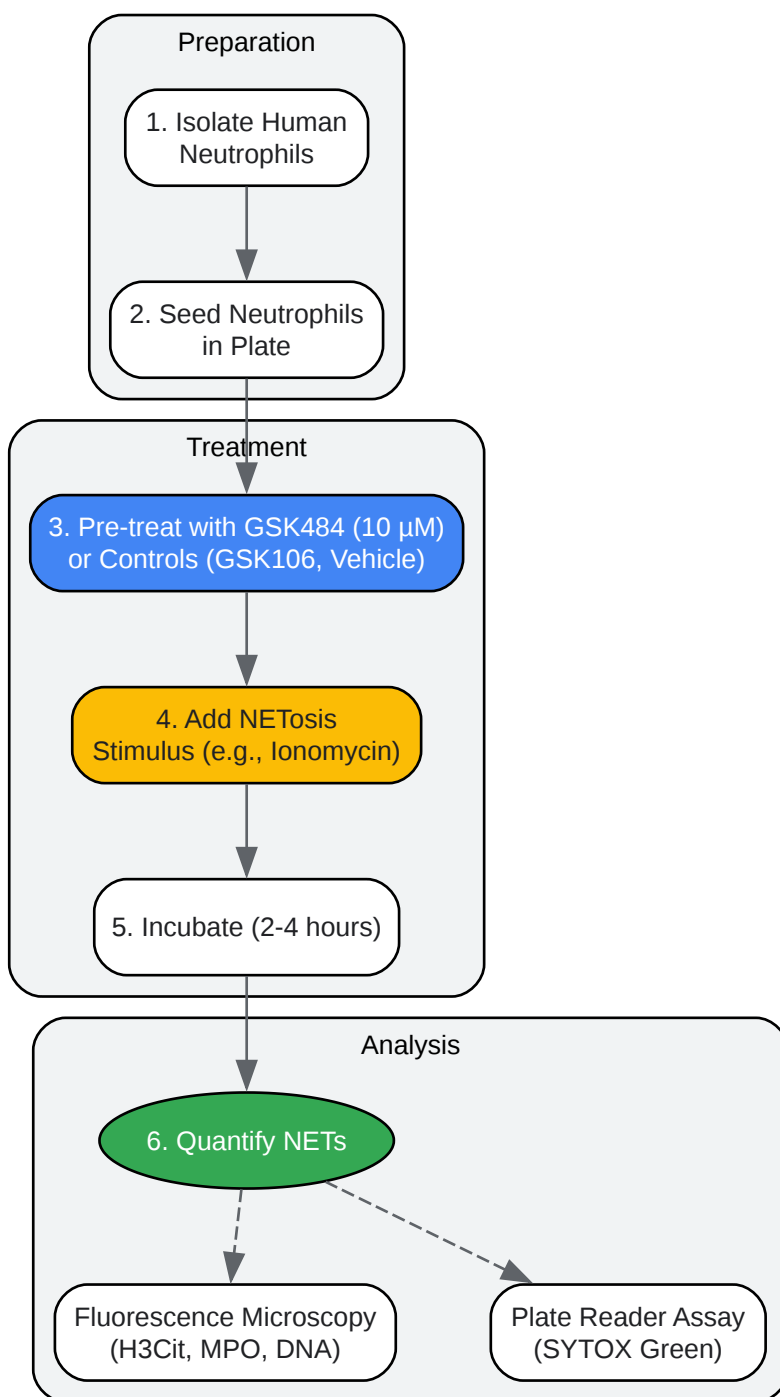 Preparation
1. Isolate Human
Neutrophils
2. Seed Neutrophils
in Plate
Treatment
3. Pre-treat with GSK484 (10 µM)
or Controls (GSK106, Vehicle)
4. Add NETosis
Stimulus (e.g., Ionomycin)
5. Incubate (2-4 hours)
Analysis
6. Quantify NETs
Fluorescence Microscopy
(H3Cit, MPO, DNA)
Plate Reader Assay
(SYTOX Green)